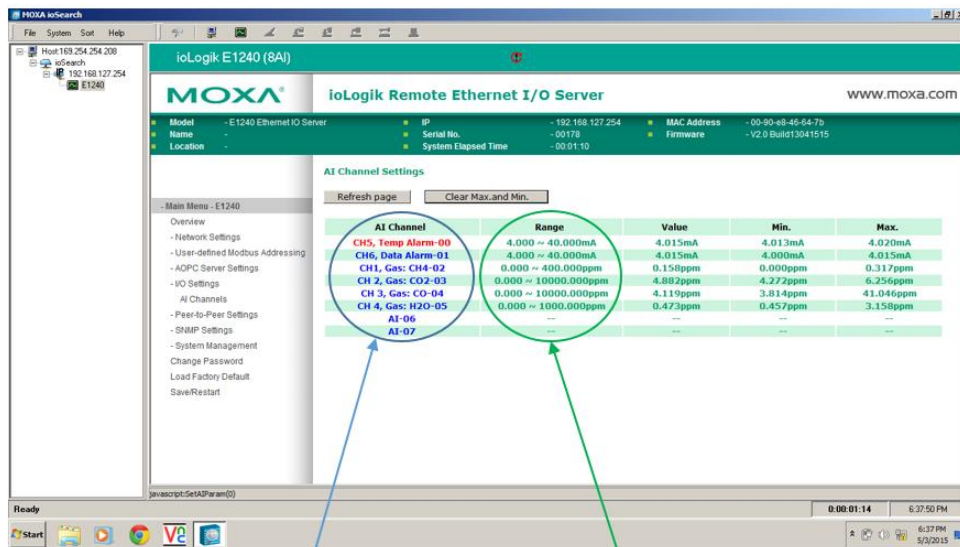 MOXA ioSearch
File System Sort Help
Host:169.254.254.208
ioSearch
192.168.127.254
E1240
ioLogik E1240 (8AI)
MOXA
ioLogik Remote Ethernet I/O Server
www.moxa.com
Model - E1240 Ethernet IO Server IP - 192.168.127.254 MAC Address - 00-90-e8-46-64-7b
Name - Serial No. - 00178 Firmware - V2.0 Build13041515
Location - System Elapsed Time - 00:01:10
AI Channel Settings
Refresh page Clear Max.and Min.
- Main Menu - E1240
Overview
- Network Settings
- User-defined Modbus Addressing
- AOPC Server Settings
- I/O Settings
AI Channels
- Peer-to-Peer Settings
- SNMP Settings
- System Management
Change Password
Load Factory Default
Save/Restart
AI Channel Range Value Min. Max.
CH5, Temp Alarm-00 4.000 ~ 40.000mA 4.015mA 4.013mA 4.020mA
CH6, Data Alarm-01 4.000 ~ 40.000mA 4.015mA 4.000mA 4.015mA
CH1, Gas: CH4-02 0.000 ~ 400.000ppm 0.158ppm 0.000ppm 0.317ppm
CH 2, Gas: CO2-03 0.000 ~ 10000.000ppm 4.882ppm 4.272ppm 6.256ppm
CH 3, Gas: CO-04 0.000 ~ 10000.000ppm 4.119ppm 3.814ppm 41.046ppm
CH 4, Gas: H2O-05 0.000 ~ 1000.000ppm 0.473ppm 0.457ppm 3.158ppm
AI-06 -- -- -- --
AI-07 -- -- -- --
javascript:SetAIParam(0)
Ready 0:00:01:14 6:37:50 PM
Start 6:37 PM
5/3/2015